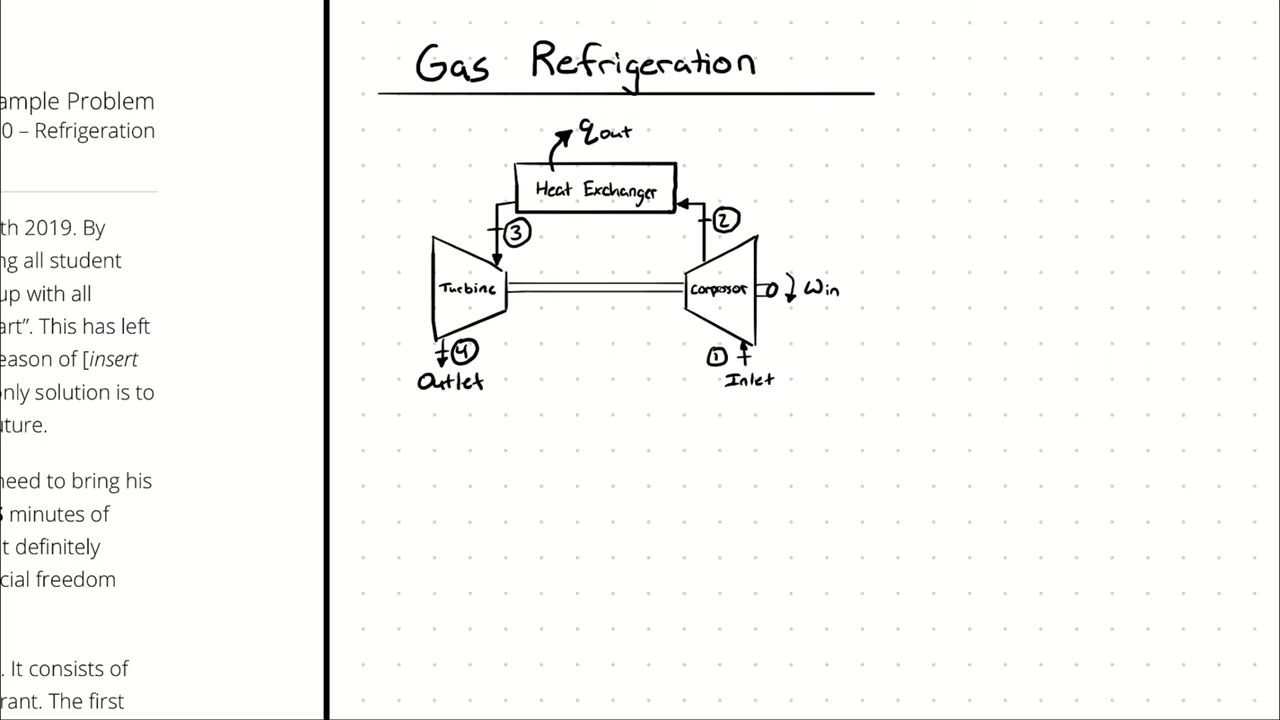 ample Problem
0 – Refrigeration
th 2019. By
ng all student
up with all
art”. This has left
eason of [insert
only solution is to
uture.
need to bring his
minutes of
t definitely
cial freedom
. It consists of
rant. The first
Gas Refrigeration
qout
Heat Exchanger
2
3
Turbine
Compressor
Win
4
1
Outlet
Inlet